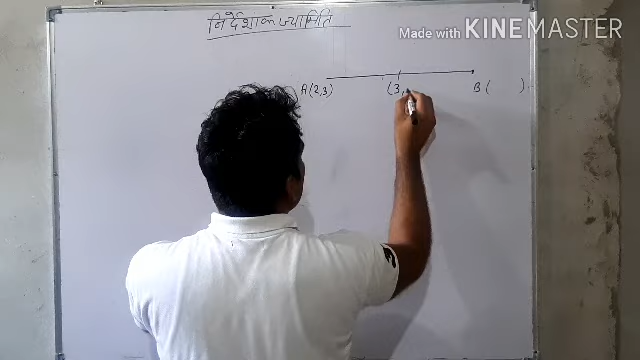 Made with KINEMASTER
निर्देशांक ज्यामिति
A(2,3) (3, B( )